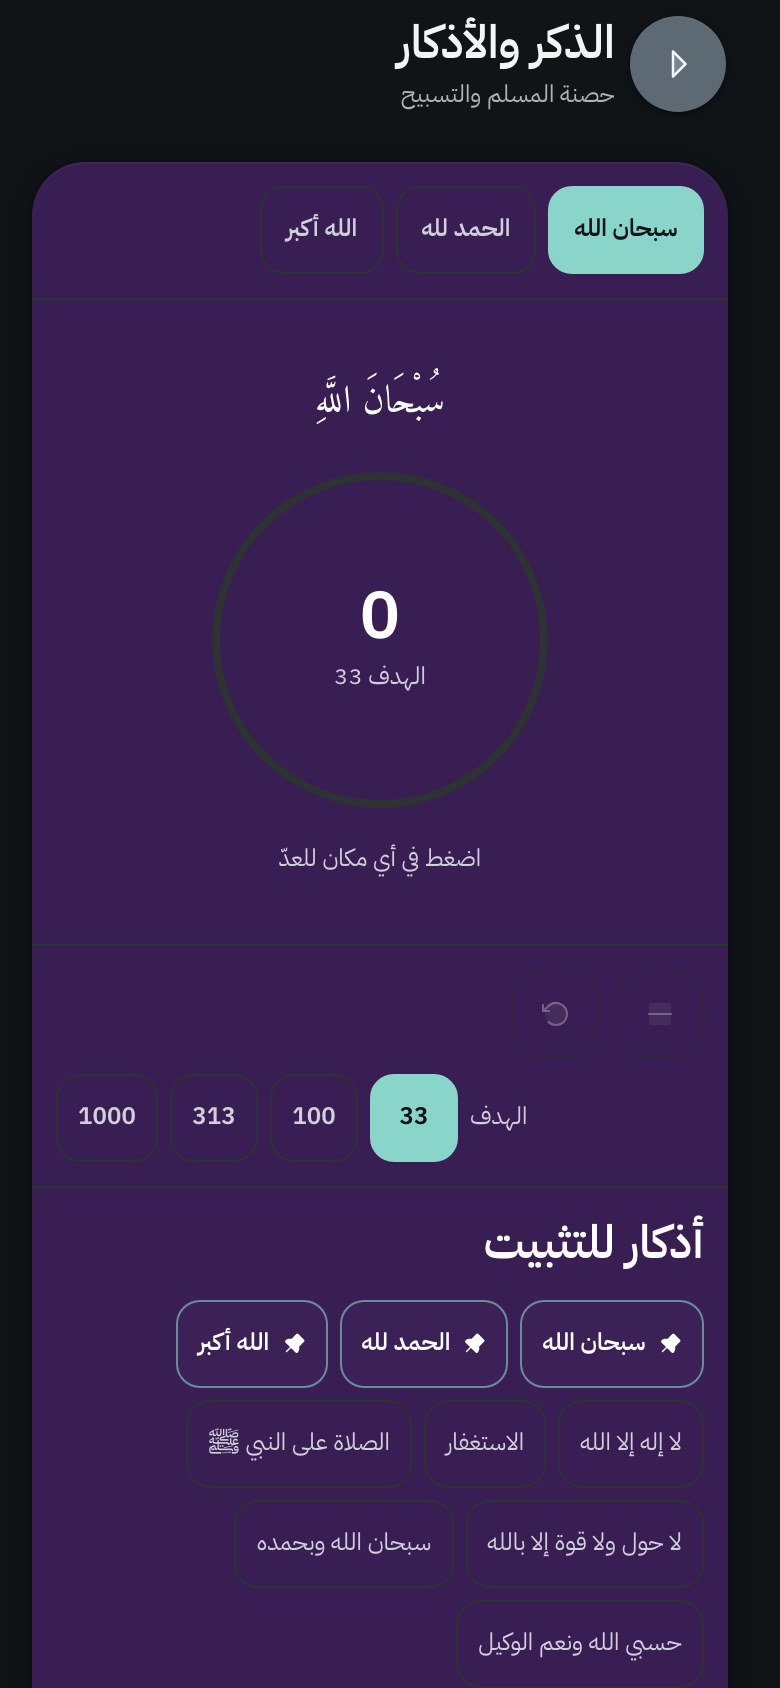 الذكر والأذكار
حصنة المسلم والتسبيح
سبحان الله
الحمد لله
الله أكبر
سُبْحَانَ اللَّهِ
0
الهدف 33
اضغط في أي مكان للعدّ
الهدف
33
100
313
1000
أذكار للتثبيت
سبحان الله
الحمد لله
الله أكبر
لا إله إلا الله
الاستغفار
الصلاة على النبي ﷺ
لا حول ولا قوة إلا بالله
سبحان الله وبحمده
حسبي الله ونعم الوكيل